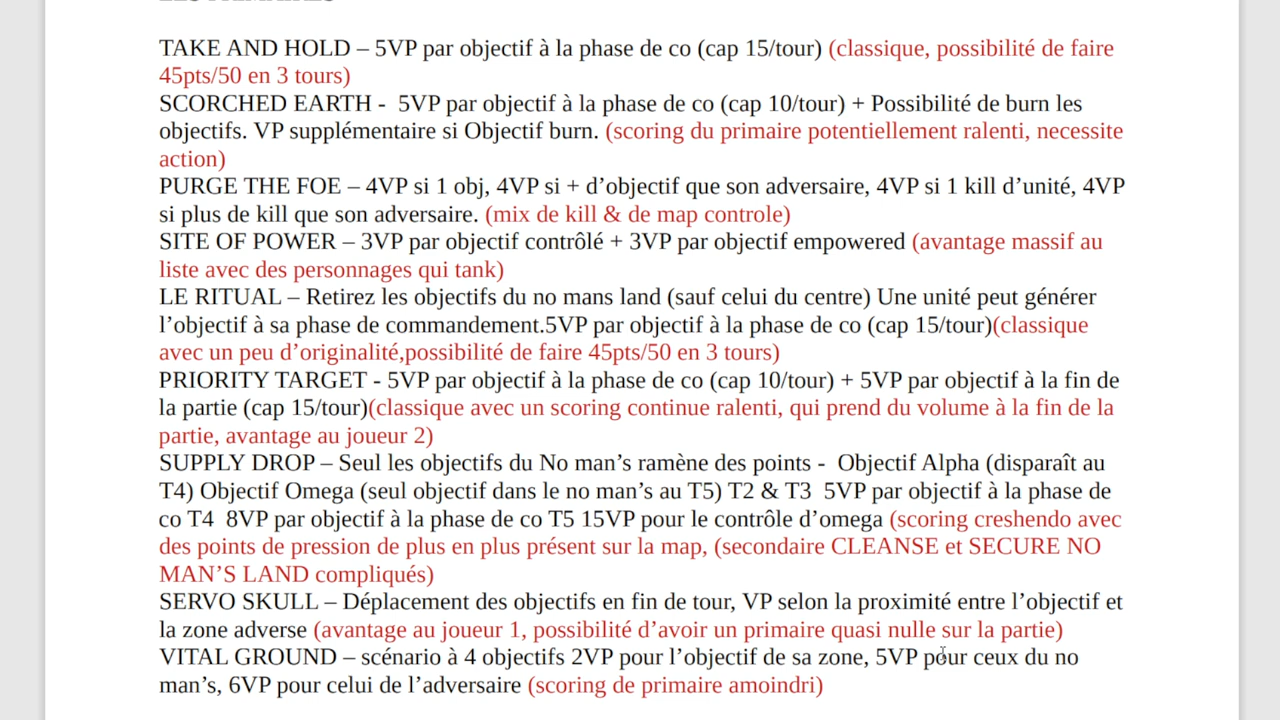 TAKE AND HOLD – 5VP par objectif à la phase de co (cap 15/tour) (classique, possibilité de faire
45pts/50 en 3 tours)
SCORCHED EARTH -  5VP par objectif à la phase de co (cap 10/tour) + Possibilité de burn les
objectifs. VP supplémentaire si Objectif burn. (scoring du primaire potentiellement ralenti, necessite
action)
PURGE THE FOE – 4VP si 1 obj, 4VP si + d’objectif que son adversaire, 4VP si 1 kill d’unité, 4VP
si plus de kill que son adversaire. (mix de kill & de map controle)
SITE OF POWER – 3VP par objectif contrôlé + 3VP par objectif empowered (avantage massif au
liste avec des personnages qui tank)
LE RITUAL – Retirez les objectifs du no mans land (sauf celui du centre) Une unité peut générer
l’objectif à sa phase de commandement.5VP par objectif à la phase de co (cap 15/tour)(classique
avec un peu d’originalité,possibilité de faire 45pts/50 en 3 tours)
PRIORITY TARGET - 5VP par objectif à la phase de co (cap 10/tour) + 5VP par objectif à la fin de
la partie (cap 15/tour)(classique avec un scoring continue ralenti, qui prend du volume à la fin de la
partie, avantage au joueur 2)
SUPPLY DROP – Seul les objectifs du No man’s ramène des points -  Objectif Alpha (disparaît au
T4) Objectif Omega (seul objectif dans le no man’s au T5) T2 & T3  5VP par objectif à la phase de
co T4  8VP par objectif à la phase de co T5 15VP pour le contrôle d’omega (scoring creshendo avec
des points de pression de plus en plus présent sur la map, (secondaire CLEANSE et SECURE NO
MAN’S LAND compliqués)
SERVO SKULL – Déplacement des objectifs en fin de tour, VP selon la proximité entre l’objectif et
la zone adverse (avantage au joueur 1, possibilité d’avoir un primaire quasi nulle sur la partie)
VITAL GROUND – scénario à 4 objectifs 2VP pour l’objectif de sa zone, 5VP pour ceux du no
man’s, 6VP pour celui de l’adversaire (scoring de primaire amoindri)